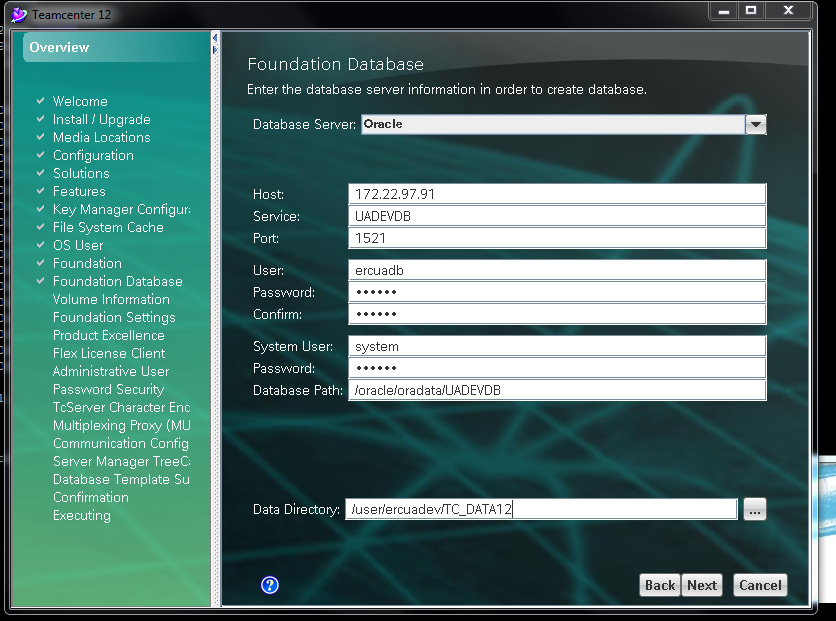 Teamcenter 12
Overview
Welcome
Install / Upgrade
Media Locations
Configuration
Solutions
Features
Key Manager Configur
File System Cache
OS User
Foundation
Foundation Database
Volume Information
Foundation Settings
Product Excellence
Flex License Client
Administrative User
Password Security
TcServer Character Enc
Multiplexing Proxy (MU
Communication Config
Server Manager TreeCa
Database Template Su
Confirmation
Executing
Foundation Database
Enter the database server information in order to create database.
Database Server: Oracle
Host: 172.22.97.91
Service: UADEVDB
Port: 1521
User: ercuadb
Password: ••••••
Confirm: ••••••
System User: system
Password: ••••••
Database Path: /oracle/oradata/UADEVDB
Data Directory: /user/ercuadev/TC_DATA12 ...
? Back Next Cancel